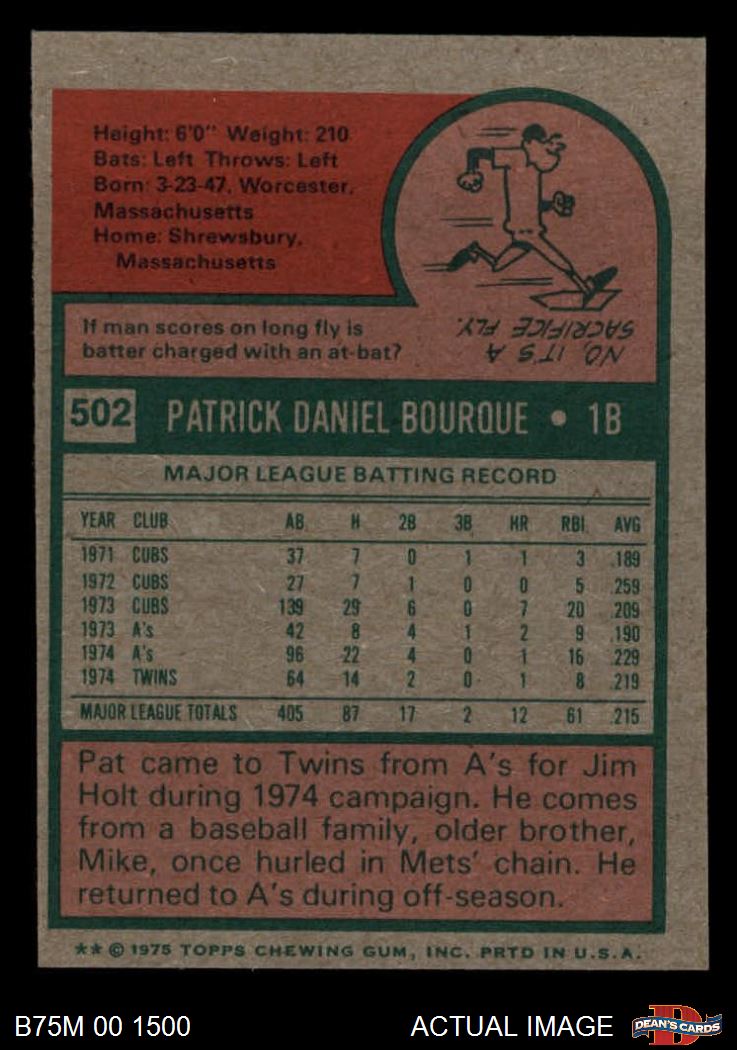 Height: 6'0" Weight: 210
Bats: Left Throws: Left
Born: 3-23-47, Worcester,
Massachusetts
Home: Shrewsbury,
Massachusetts
If man scores on long fly is
batter charged with an at-bat?
NO, IT'S A
SACRIFICE FLY.
502 PATRICK DANIEL BOURQUE • 1B
MAJOR LEAGUE BATTING RECORD
YEAR CLUB AB H 2B 3B HR RBI AVG
1971 CUBS 37 7 0 1 1 3 .189
1972 CUBS 27 7 1 0 0 5 .259
1973 CUBS 139 29 6 0 7 20 .209
1973 A's 42 8 4 1 2 9 .190
1974 A's 96 22 4 0 1 16 .229
1974 TWINS 64 14 2 0 1 8 .219
MAJOR LEAGUE TOTALS 405 87 17 2 12 61 .215
Pat came to Twins from A's for Jim
Holt during 1974 campaign. He comes
from a baseball family, older brother,
Mike, once hurled in Mets' chain. He
returned to A's during off-season.
** © 1975 TOPPS CHEWING GUM, INC. PRTD IN U.S.A.
B75M 00 1500 ACTUAL IMAGE DEAN'S CARDS